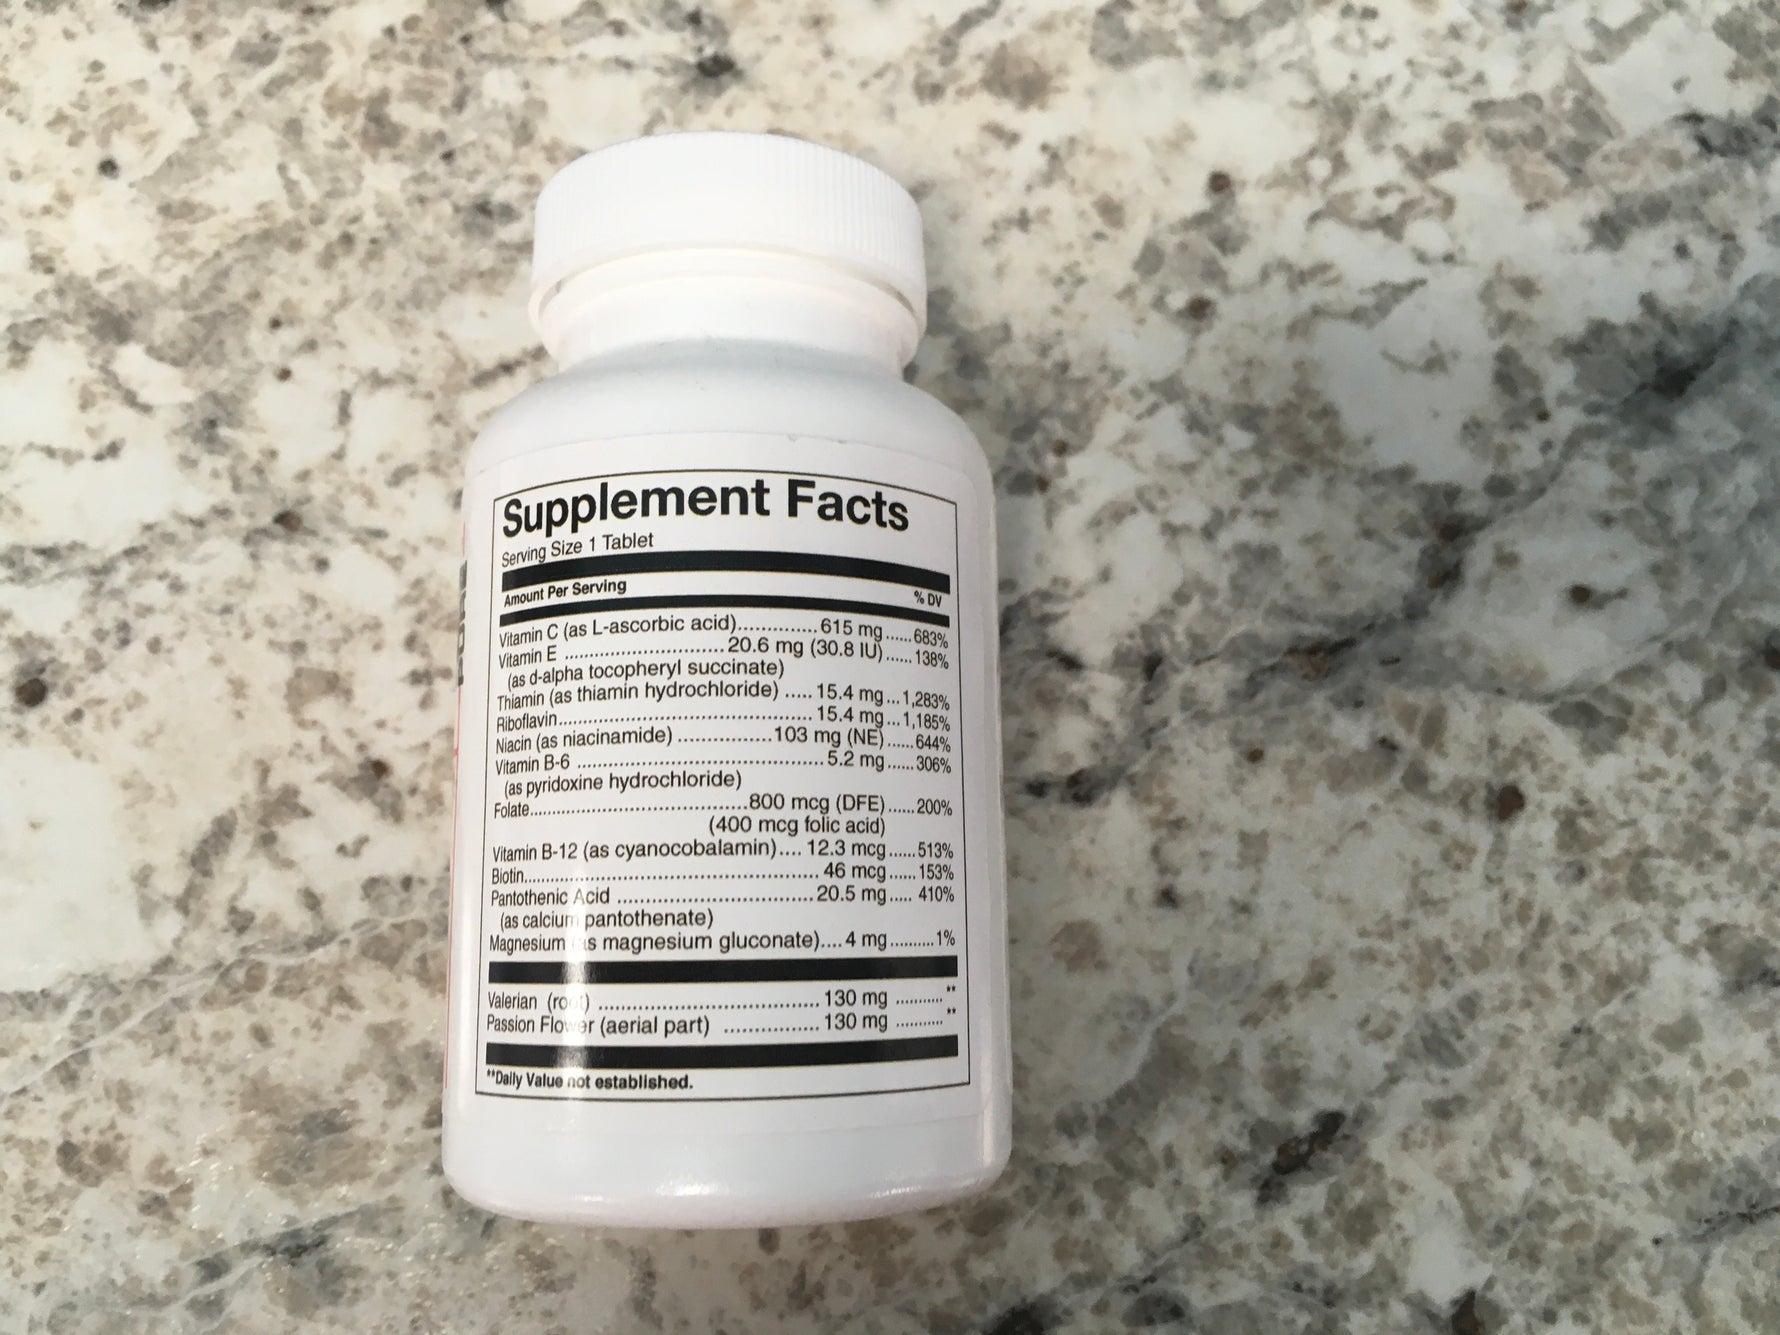 Supplement Facts
Serving Size 1 Tablet
Amount Per Serving % DV
Vitamin C (as L-ascorbic acid)..............615 mg......683%
Vitamin E ............................20.6 mg (30.8 IU)......138%
(as d-alpha tocopheryl succinate)
Thiamin (as thiamin hydrochloride) .....15.4 mg...1,283%
Riboflavin.............................................15.4 mg...1,185%
Niacin (as niacinamide) ................103 mg (NE)......644%
Vitamin B-6 ...........................................5.2 mg......306%
(as pyridoxine hydrochloride)
Folate.......................................800 mcg (DFE)......200%
(400 mcg folic acid)
Vitamin B-12 (as cyanocobalamin)....12.3 mcg......513%
Biotin....................................................46 mcg......153%
Pantothenic Acid ..................................20.5 mg.....410%
(as calcium pantothenate)
Magnesium (as magnesium gluconate)....4 mg..........1%
Valerian (root) ......................................130 mg ...........**
Passion Flower (aerial part) ................130 mg ...........**
**Daily Value not established.